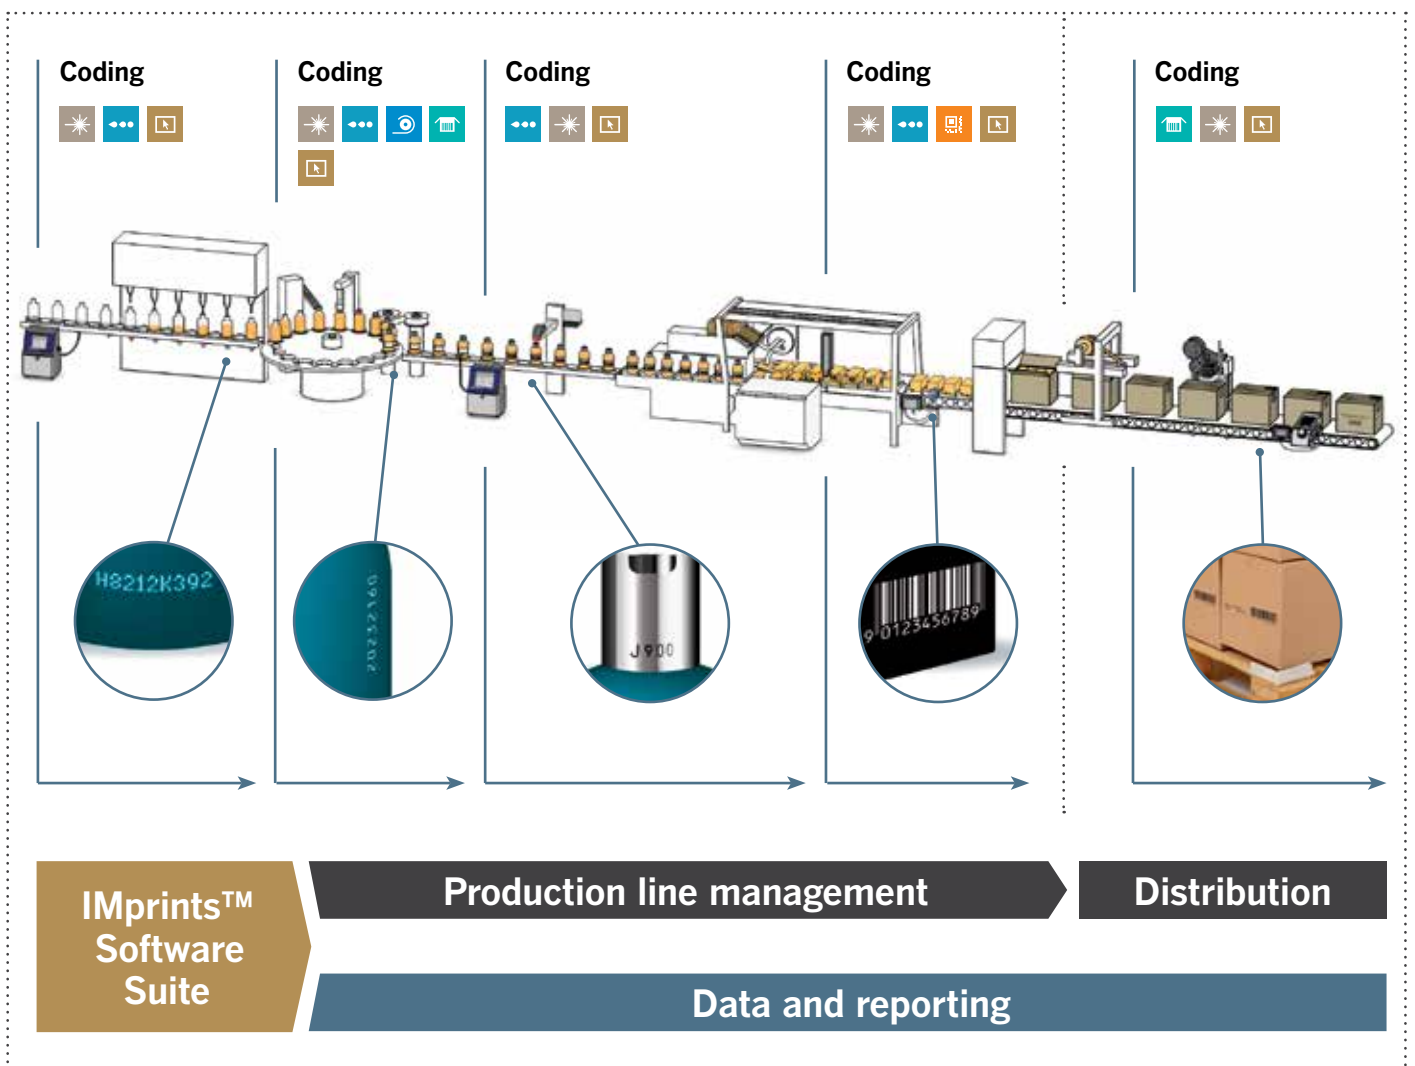 Coding
Coding
Coding
Coding
Coding
H8212K392
20232160
J900
9 0123456789
IMprints™
Software
Suite
Production line management
Distribution
Data and reporting